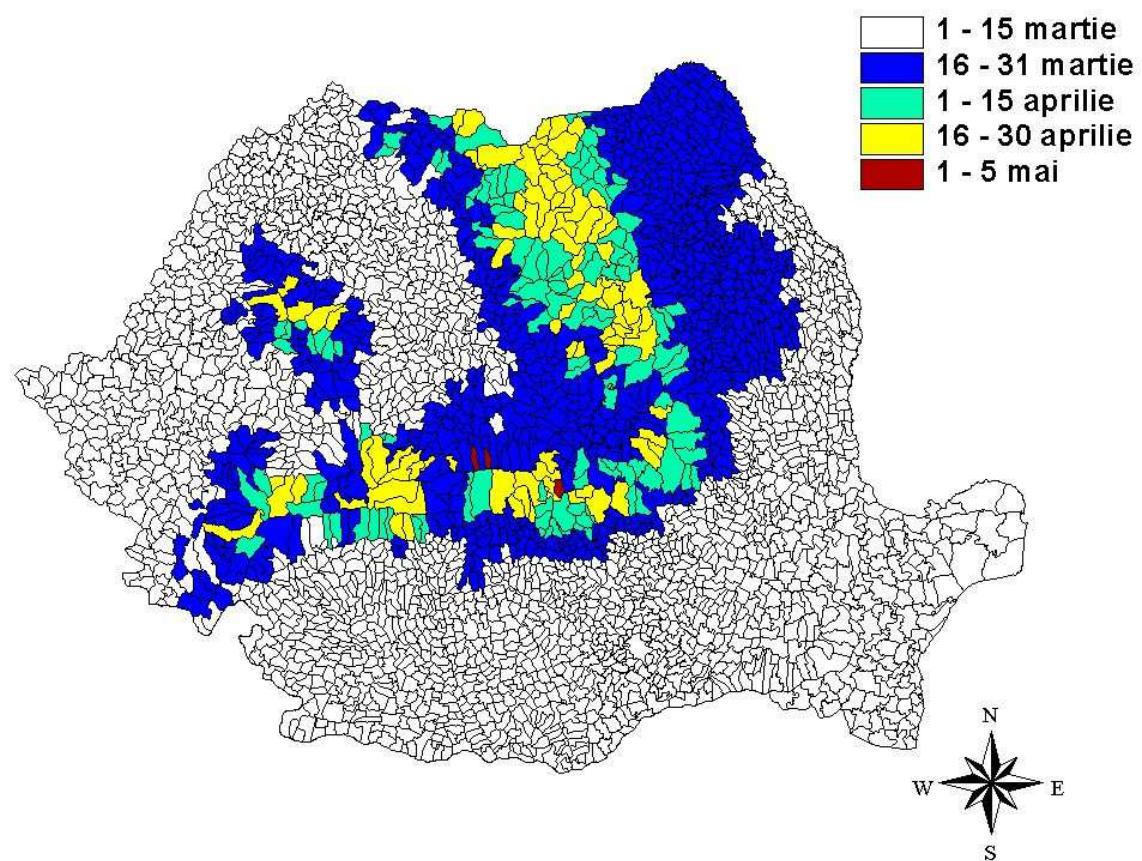 1 - 15 martie
16 - 31 martie
1 - 15 aprilie
16 - 30 aprilie
1 - 5 mai
N
W E
S